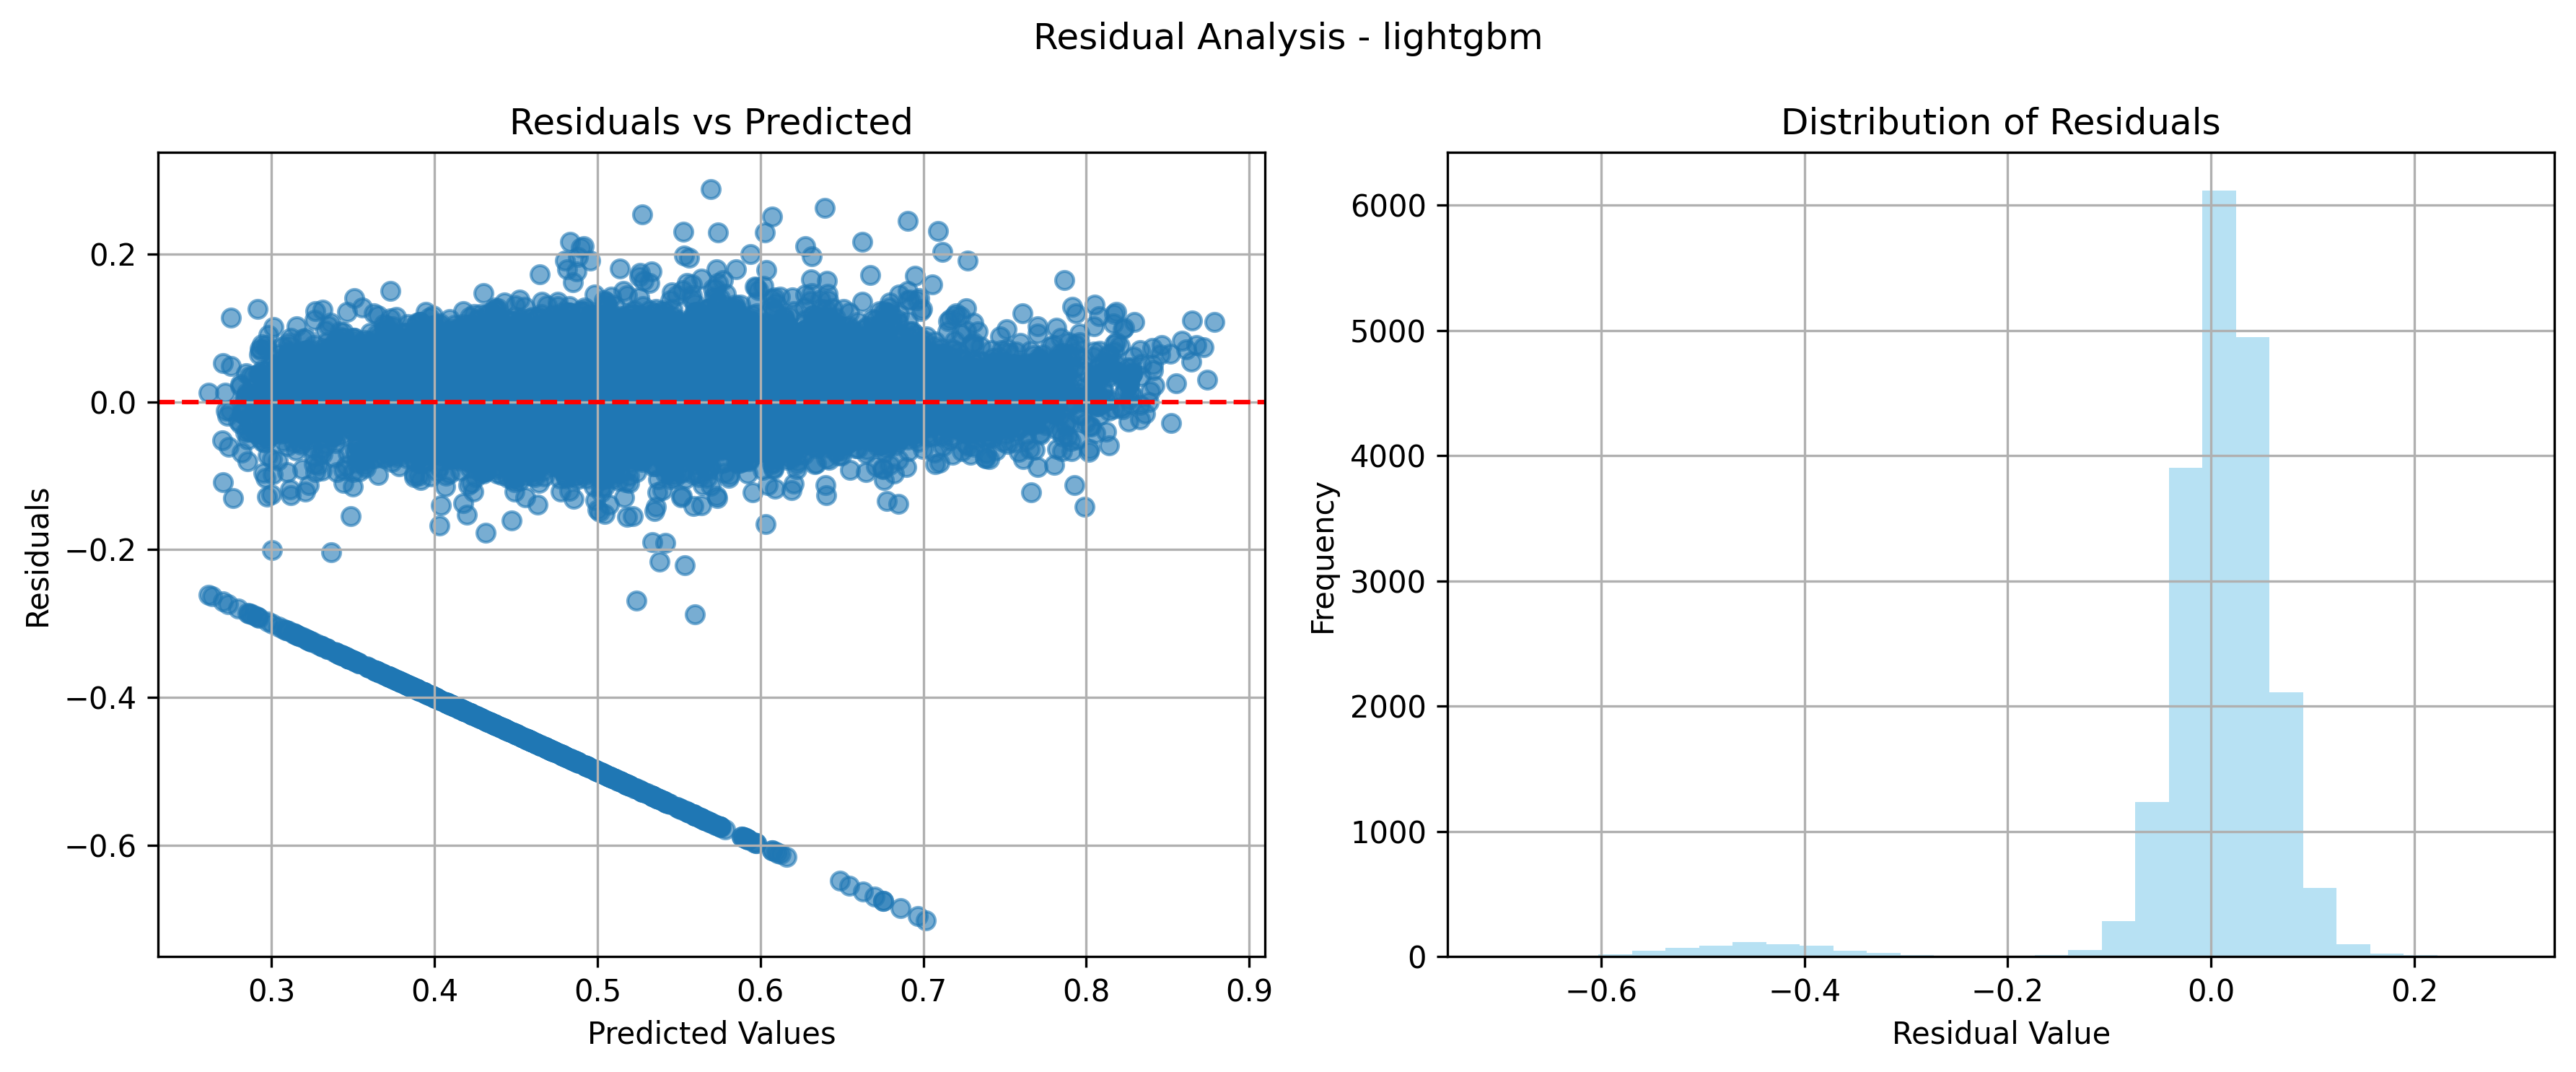 Residual Analysis - lightgbm
Residuals vs Predicted
Residuals
0.2
0.0
−0.2
−0.4
−0.6
0.3 0.4 0.5 0.6 0.7 0.8 0.9
Predicted Values
Distribution of Residuals
Frequency
6000
5000
4000
3000
2000
1000
0
−0.6 −0.4 −0.2 0.0 0.2
Residual Value